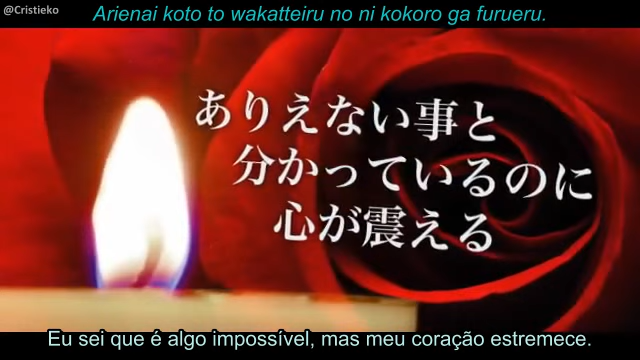 @Cristieko
Arienai koto to wakatteiru no ni kokoro ga furueru.
ありえない事と
分かっているのに
心が震える
Eu sei que é algo impossível, mas meu coração estremece.